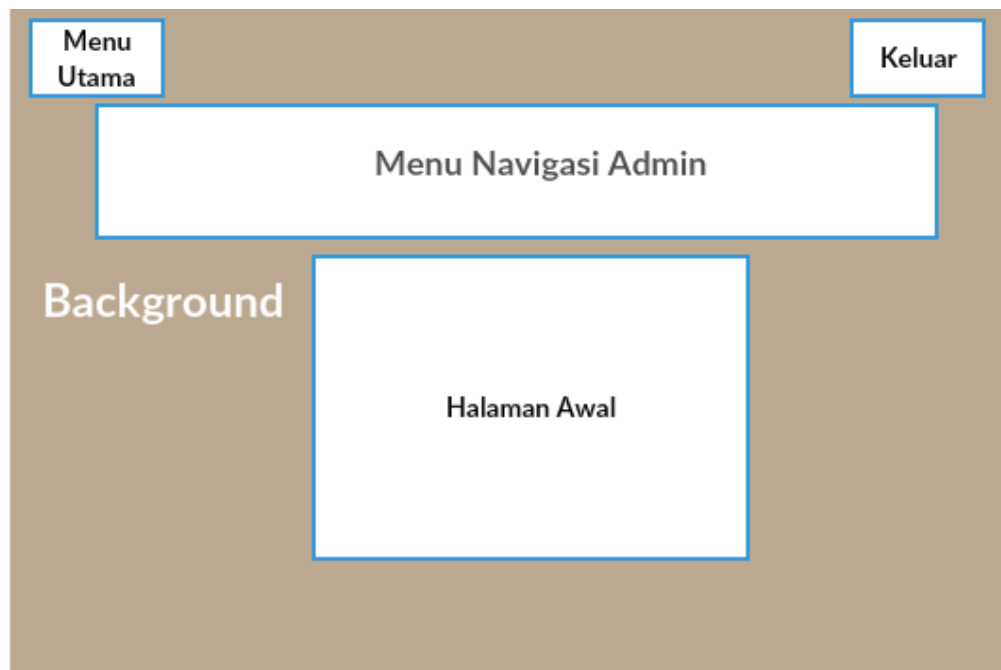 Menu
Utama
Keluar
Menu Navigasi Admin
Background
Halaman Awal